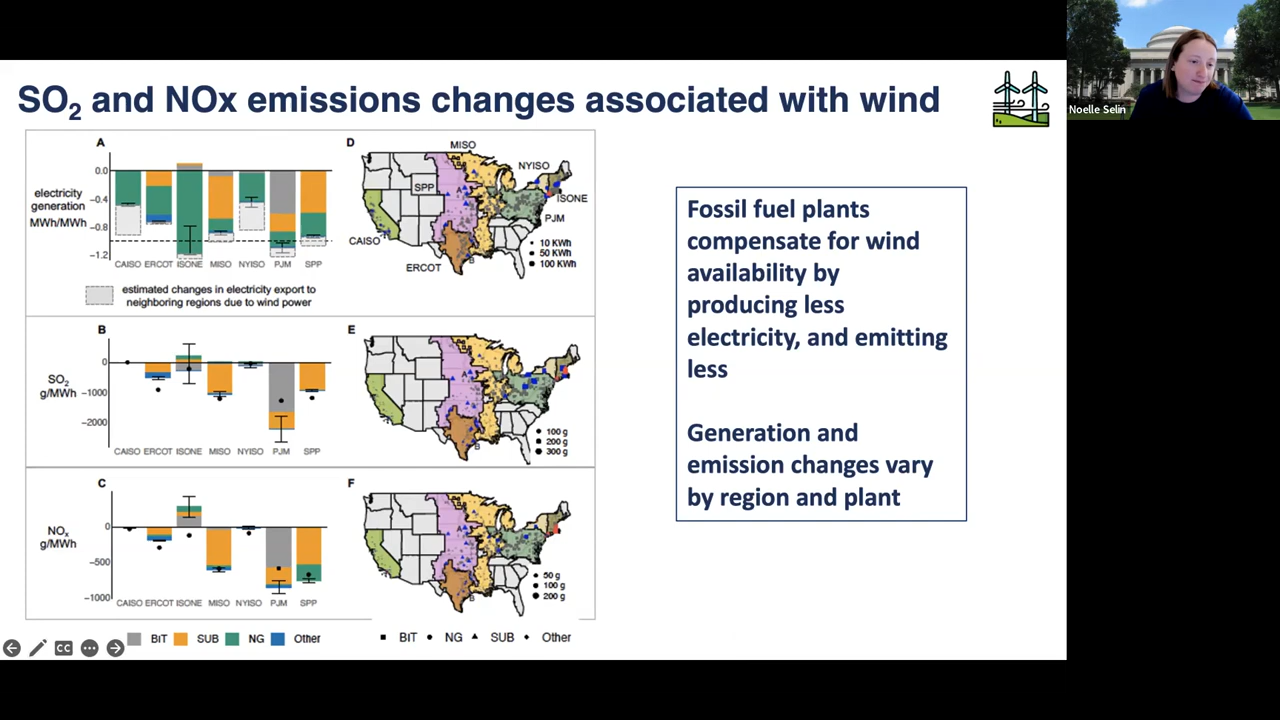 SO2 and NOx emissions changes associated with wind
Noelle Selin
A
electricity
generation
MWh/MWh
0.0
−0.4
−0.8
−1.2
CAISO ERCOT ISONE MISO NYISO PJM SPP
estimated changes in electricity export to
neighboring regions due to wind power
D
MISO
NYISO
SPP
ISONE
PJM
CAISO
ERCOT
A
B
10 KWh
50 KWh
100 KWh
B
SO2
g/MWh
0
−1000
−2000
CAISO ERCOT ISONE MISO NYISO PJM SPP
E
A
B
100 g
200 g
300 g
C
NOx
g/MWh
0
−500
−1000
CAISO ERCOT ISONE MISO NYISO PJM SPP
F
A
B
50 g
100 g
200 g
BIT SUB NG Other
BIT NG SUB Other
Fossil fuel plants
compensate for wind
availability by
producing less
electricity, and emitting
less
Generation and
emission changes vary
by region and plant
CC